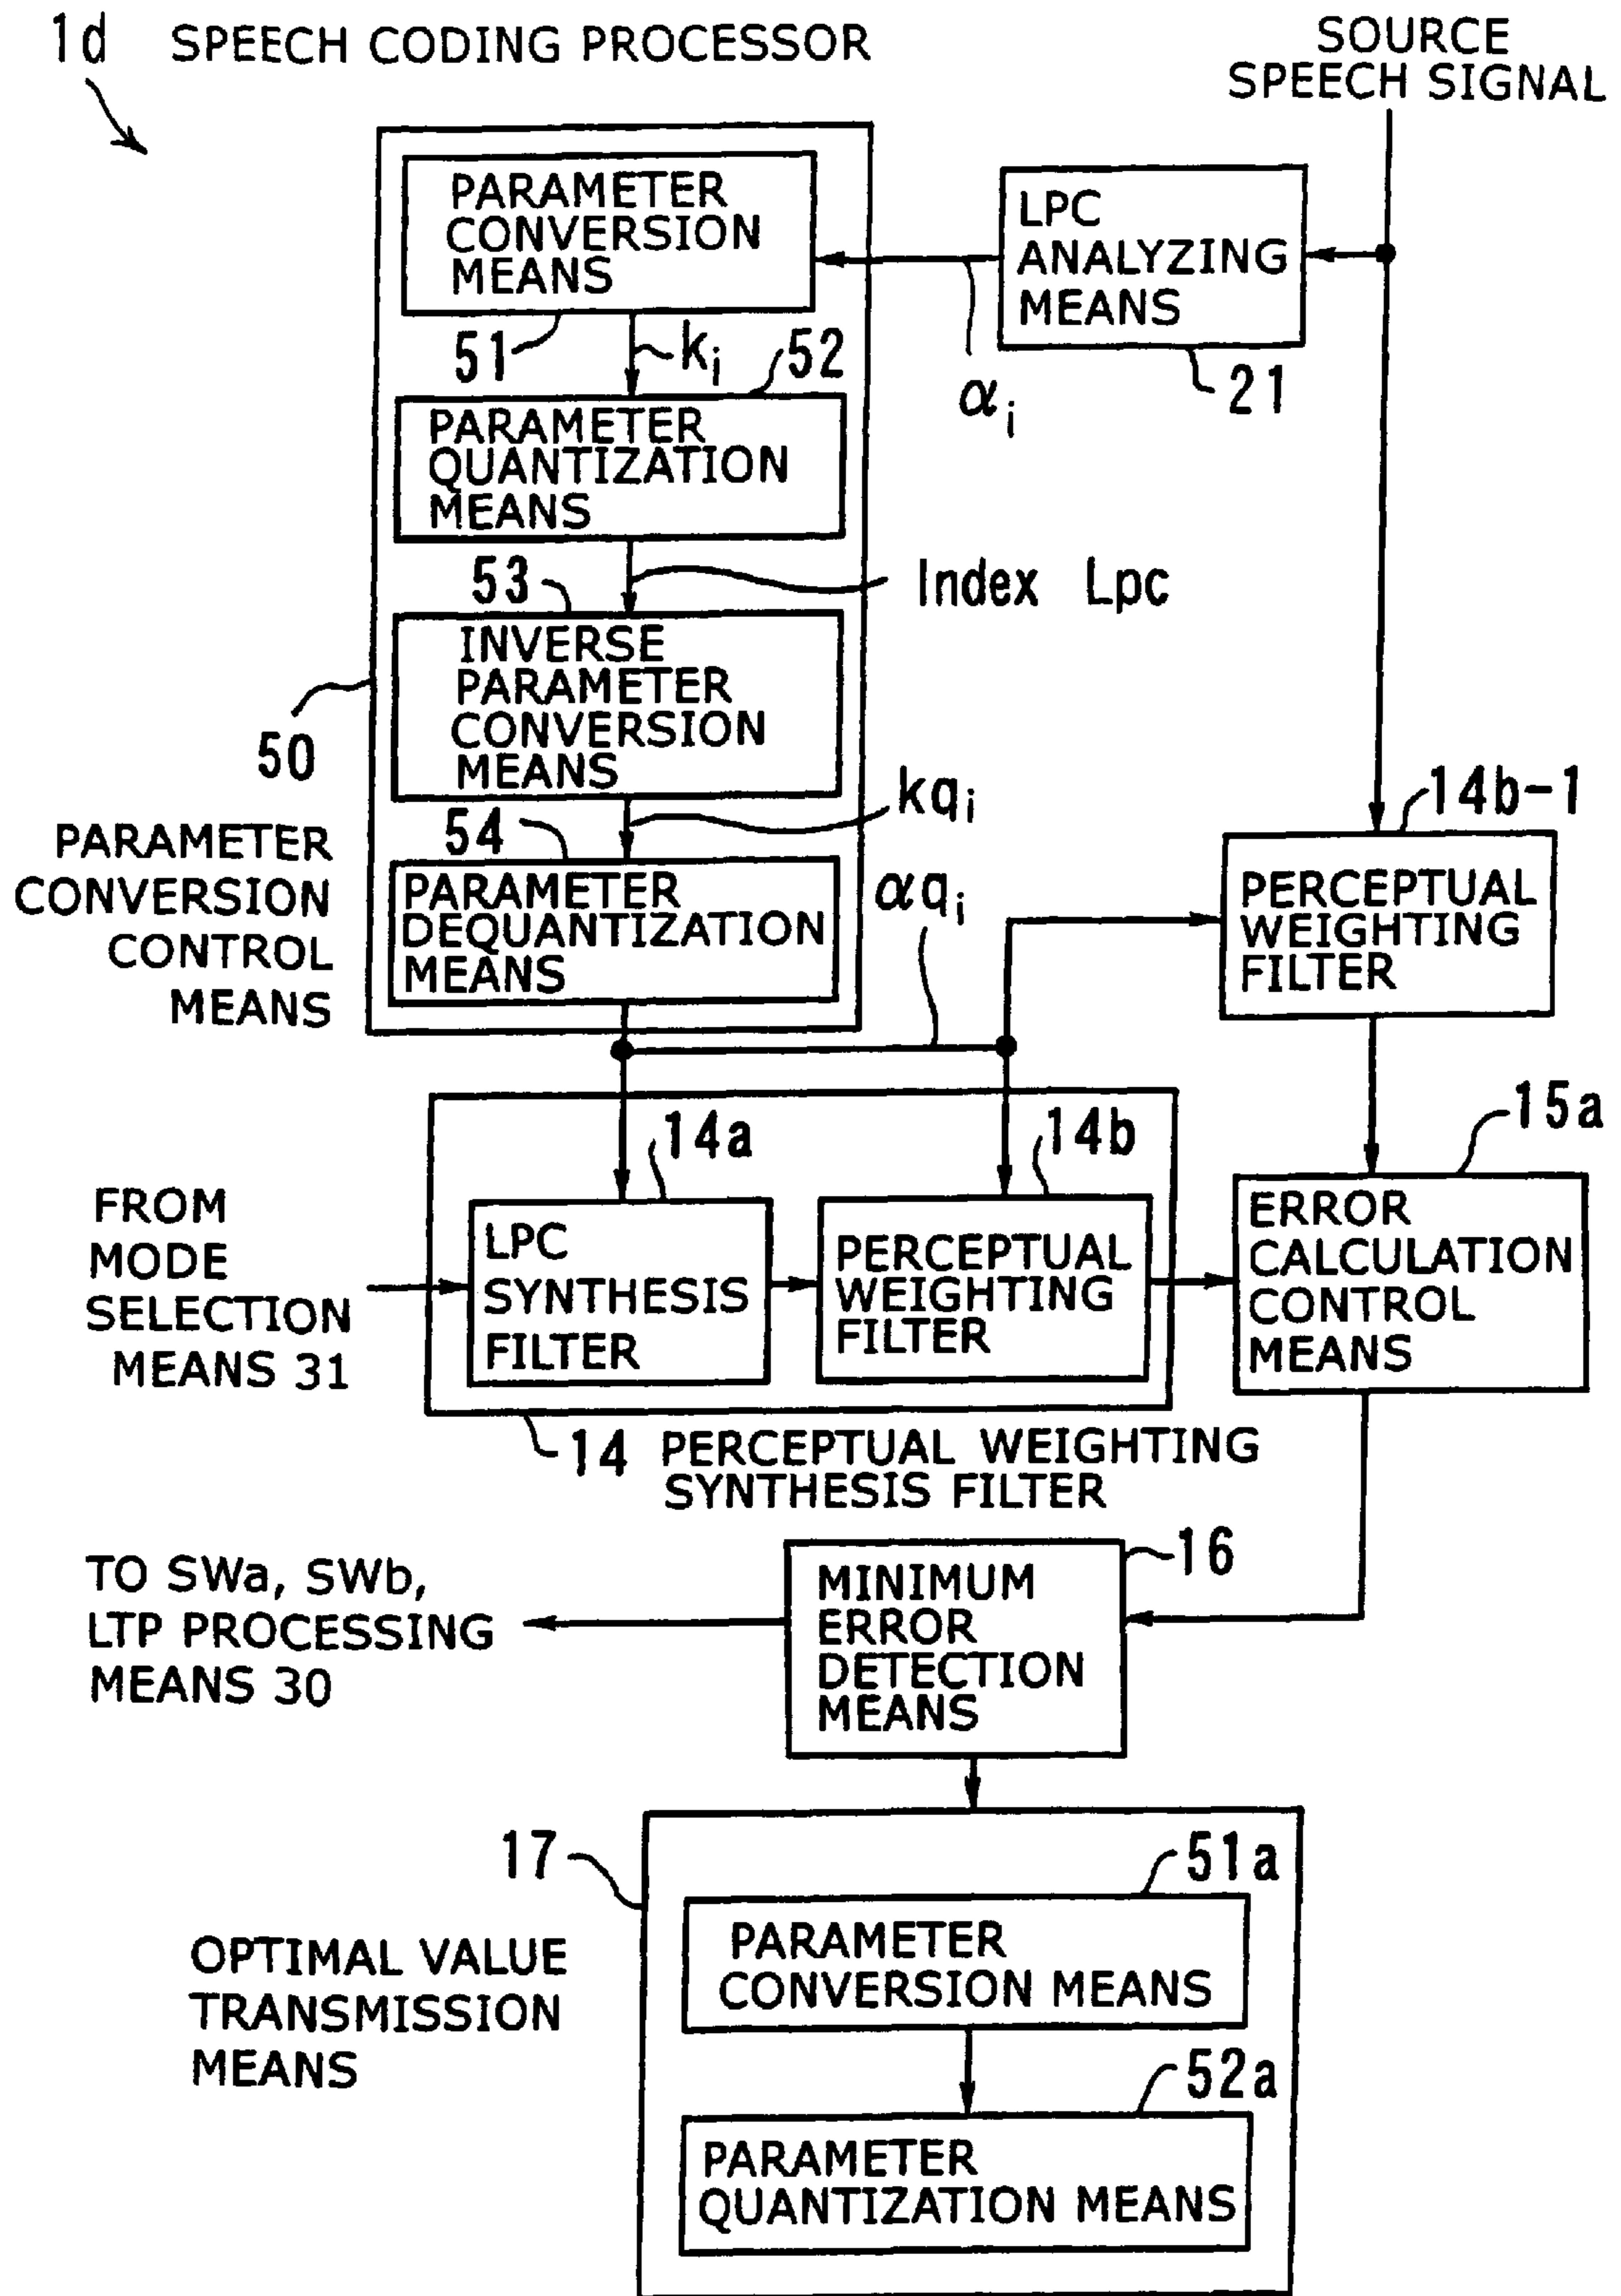 1d SPEECH CODING PROCESSOR
SOURCE
SPEECH SIGNAL
PARAMETER
CONVERSION
MEANS
LPC
ANALYZING
MEANS
51
ki
52
αi
21
PARAMETER
QUANTIZATION
MEANS
53
Index Lpc
INVERSE
PARAMETER
CONVERSION
MEANS
50
PARAMETER
CONVERSION
CONTROL
MEANS
kqi
14b-1
54
PARAMETER
DEQUANTIZATION
MEANS
αqi
PERCEPTUAL
WEIGHTING
FILTER
14a
14b
15a
FROM
MODE
SELECTION
MEANS 31
LPC
SYNTHESIS
FILTER
PERCEPTUAL
WEIGHTING
FILTER
ERROR
CALCULATION
CONTROL
MEANS
14 PERCEPTUAL WEIGHTING
SYNTHESIS FILTER
16
TO SWa, SWb,
LTP PROCESSING
MEANS 30
MINIMUM
ERROR
DETECTION
MEANS
17
51a
OPTIMAL VALUE
TRANSMISSION
MEANS
PARAMETER
CONVERSION MEANS
52a
PARAMETER
QUANTIZATION MEANS